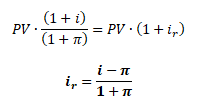 PV · (1 + i) / (1 + π) = PV · (1 + i_r)
i_r = (i − π) / (1 + π)